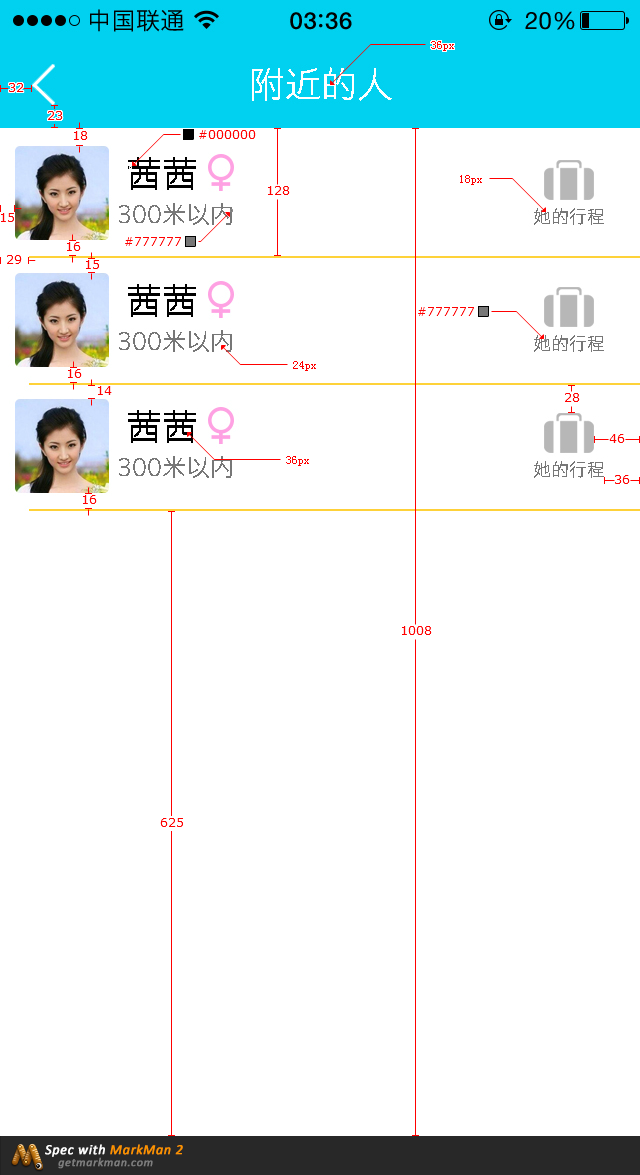 中国联通 03:36 20%
36px
附近的人
32
23
18
#000000
茜茜
128
18px
300米以内
她的行程
15
#777777
16
29
15
茜茜
#777777
300米以内
她的行程
24px
16
14
28
茜茜
46
36px
300米以内
她的行程
36
16
1008
625
Spec with MarkMan 2
getmarkman.com